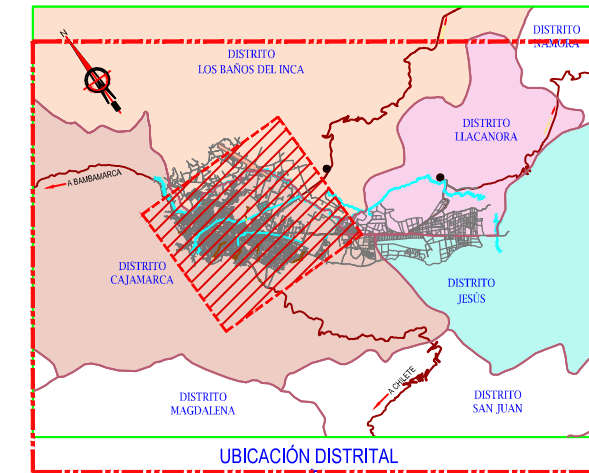 DISTRITO
NAMORA
N
DISTRITO
LOS BAÑOS DEL INCA
DISTRITO
LLACANORA
A BAMBAMARCA
DISTRITO
CAJAMARCA
DISTRITO
JESÚS
A CHILETE
DISTRITO
MAGDALENA
DISTRITO
SAN JUAN
UBICACIÓN DISTRITAL